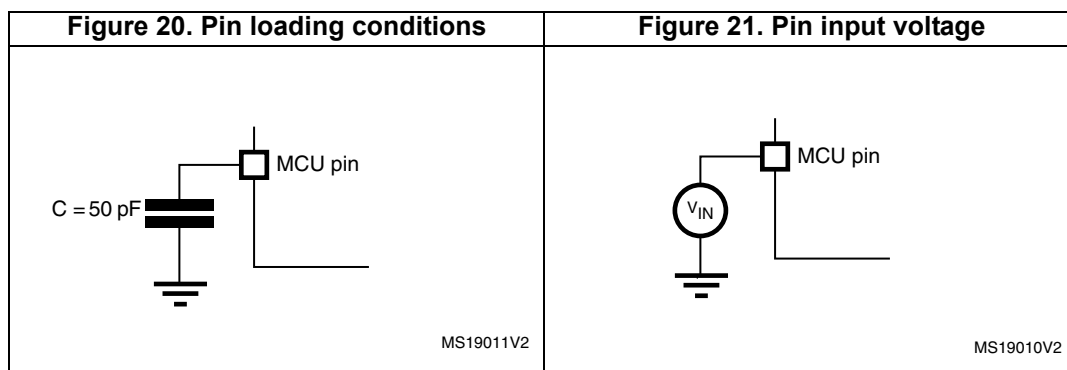 Figure 20. Pin loading conditions
Figure 21. Pin input voltage
MCU pin
C = 50 pF
MS19011V2
MCU pin
VIN
MS19010V2